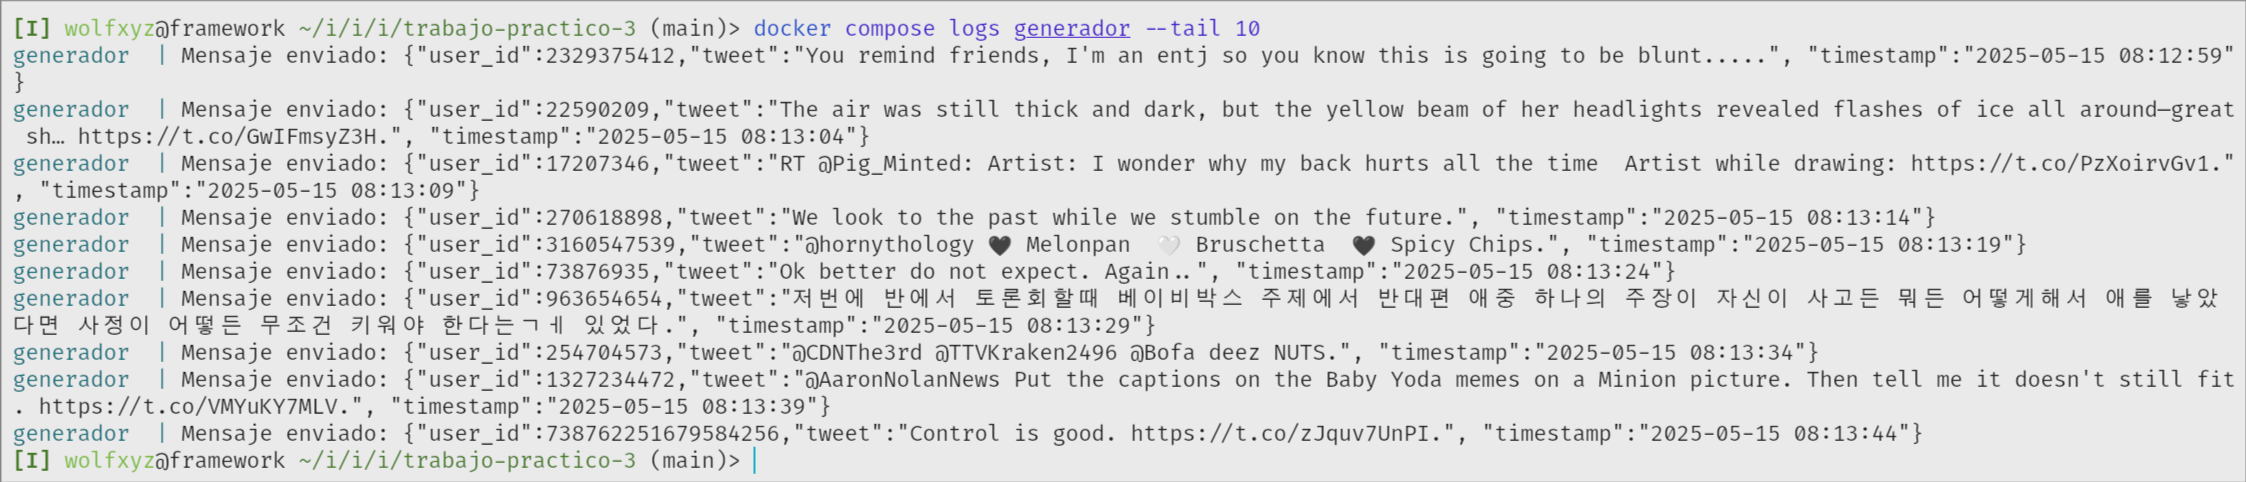 [I] wolfxyz@framework ~/i/i/i/trabajo-practico-3 (main)> docker compose logs generador --tail 10
generador  | Mensaje enviado: {"user_id":2329375412,"tweet":"You remind friends, I'm an entj so you know this is going to be blunt.....", "timestamp":"2025-05-15 08:12:59"
}
generador  | Mensaje enviado: {"user_id":22590209,"tweet":"The air was still thick and dark, but the yellow beam of her headlights revealed flashes of ice all around—great
 sh… https://t.co/GwIFmsyZ3H.", "timestamp":"2025-05-15 08:13:04"}
generador  | Mensaje enviado: {"user_id":17207346,"tweet":"RT @Pig_Minted: Artist: I wonder why my back hurts all the time  Artist while drawing: https://t.co/PzXoirvGv1."
, "timestamp":"2025-05-15 08:13:09"}
generador  | Mensaje enviado: {"user_id":270618898,"tweet":"We look to the past while we stumble on the future.", "timestamp":"2025-05-15 08:13:14"}
generador  | Mensaje enviado: {"user_id":3160547539,"tweet":"@hornythology 🖤 Melonpan  🤍 Bruschetta  🖤 Spicy Chips.", "timestamp":"2025-05-15 08:13:19"}
generador  | Mensaje enviado: {"user_id":73876935,"tweet":"Ok better do not expect. Again..", "timestamp":"2025-05-15 08:13:24"}
generador  | Mensaje enviado: {"user_id":963654654,"tweet":"저번에 반에서 토론회할때 베이비박스 주제에서 반대편 애중 하나의 주장이 자신이 사고든 뭐든 어떻게해서 애를 낳았
다면 사정이 어떻든 무조건 키워야 한다는ㄱㅔ 있었다.", "timestamp":"2025-05-15 08:13:29"}
generador  | Mensaje enviado: {"user_id":254704573,"tweet":"@CDNThe3rd @TTVKraken2496 @Bofa deez NUTS.", "timestamp":"2025-05-15 08:13:34"}
generador  | Mensaje enviado: {"user_id":1327234472,"tweet":"@AaronNolanNews Put the captions on the Baby Yoda memes on a Minion picture. Then tell me it doesn't still fit
. https://t.co/VMYuKY7MLV.", "timestamp":"2025-05-15 08:13:39"}
generador  | Mensaje enviado: {"user_id":738762251679584256,"tweet":"Control is good. https://t.co/zJquv7UnPI.", "timestamp":"2025-05-15 08:13:44"}
[I] wolfxyz@framework ~/i/i/i/trabajo-practico-3 (main)>